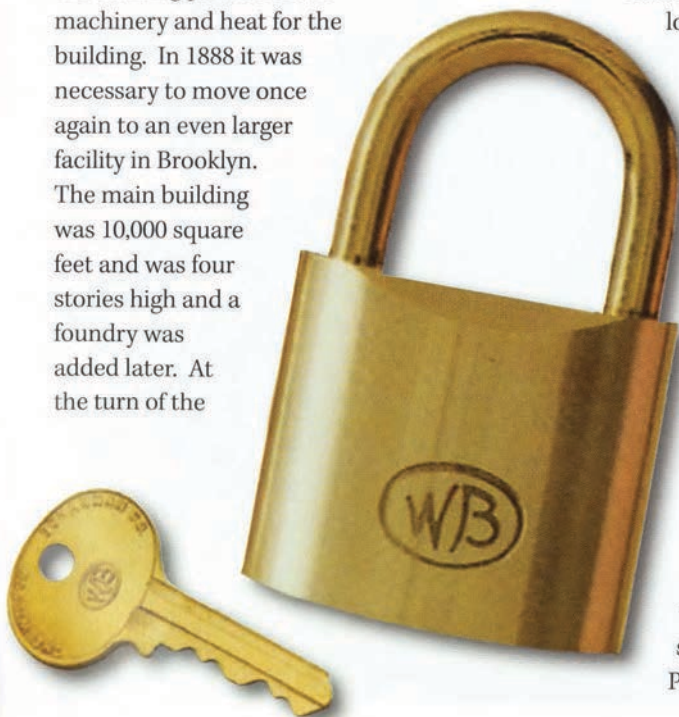 machinery and heat for the
building. In 1888 it was
necessary to move once
again to an even larger
facility in Brooklyn.
The main building
was 10,000 square
feet and was four
stories high and a
foundry was
added later. At
the turn of the
WB